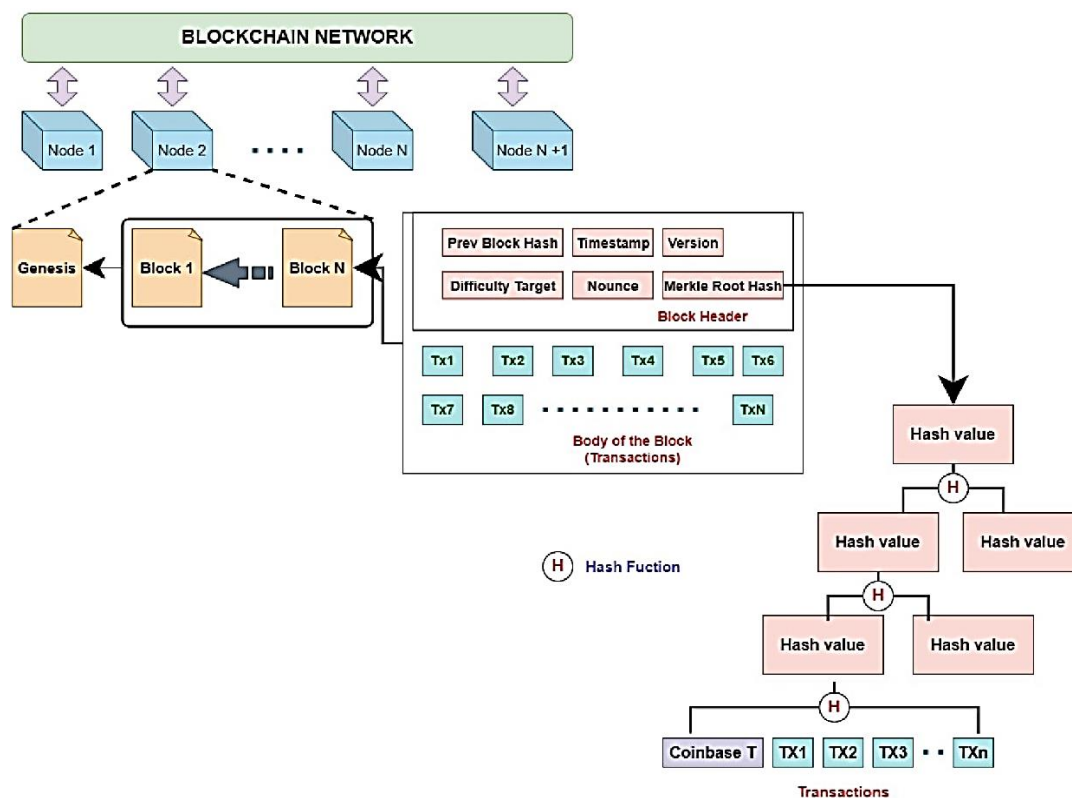 BLOCKCHAIN NETWORK
Node 1
Node 2
....
Node N
Node N +1
Genesis
Block 1
Block N
Prev Block Hash
Timestamp
Version
Difficulty Target
Nounce
Merkle Root Hash
Block Header
Tx1
Tx2
Tx3
Tx4
Tx5
Tx6
Tx7
Tx8
...........
TxN
Body of the Block
(Transactions)
Hash value
H
Hash value
Hash value
H
Hash Fuction
H
Hash value
Hash value
H
Coinbase T
TX1
TX2
TX3
..
TXn
Transactions